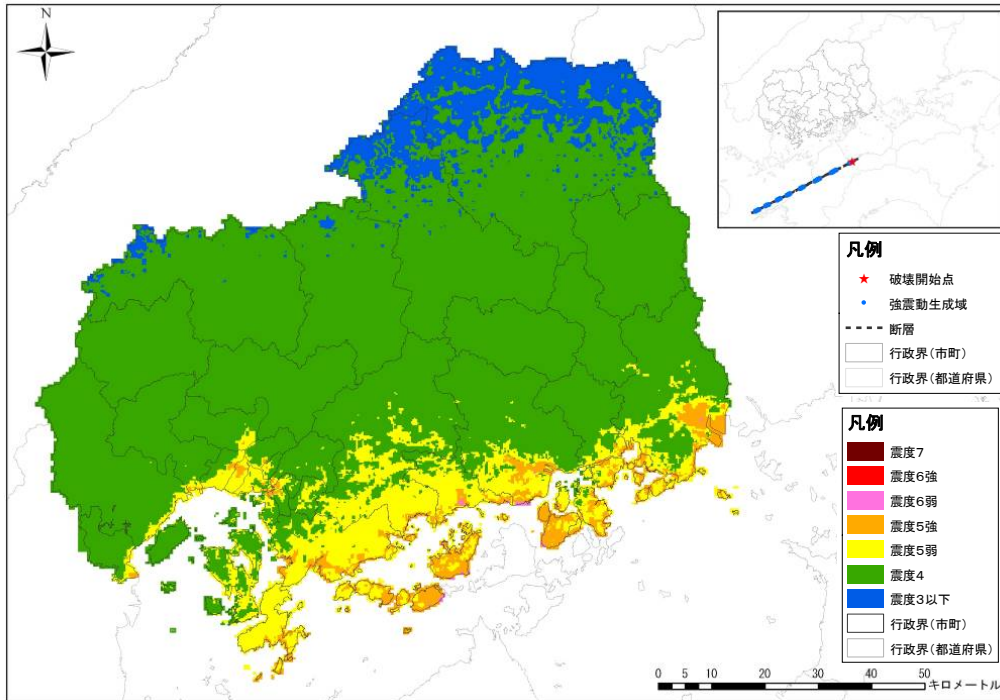 N
凡例
破壊開始点
強震動生成域
断層
行政界(市町)
行政界(都道府県)
凡例
震度7
震度6強
震度6弱
震度5強
震度5弱
震度4
震度3以下
行政界(市町)
行政界(都道府県)
0 5 10 20 30 40 50
キロメートル